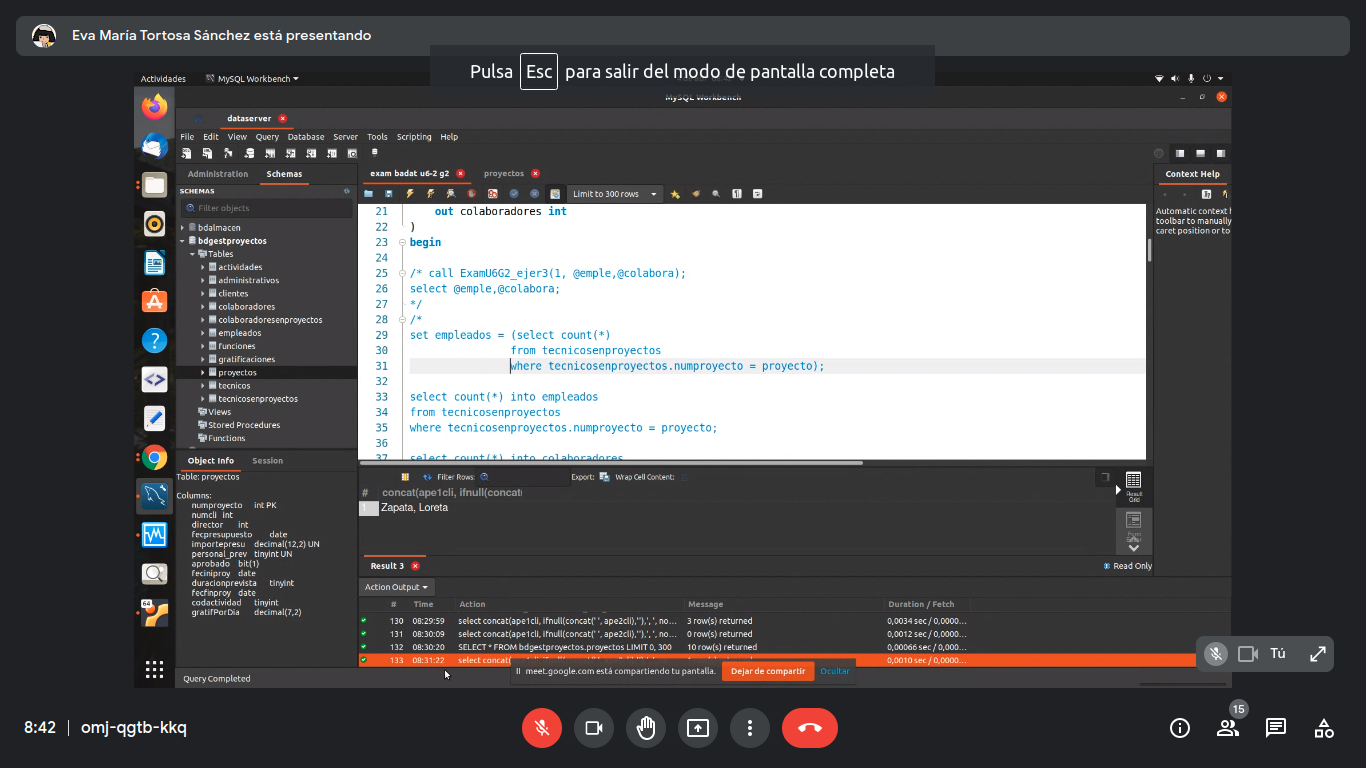 Eva María Tortosa Sánchez está presentando
Pulsa Esc para salir del modo de pantalla completa
Actividades
MySQL Workbench
MySQL Workbench
dataserver
File Edit View Query Database Server Tools Scripting Help
Administration Schemas
SCHEMAS
Filter objects
bdalmacen
bdgestproyectos
Tables
actividades
administrativos
clientes
colaboradores
colaboradoresenproyectos
empleados
funciones
gratificaciones
proyectos
tecnicos
tecnicosenproyectos
Views
Stored Procedures
Functions
Object Info Session
Table: proyectos
Columns:
numproyecto int PK
numcli int
director int
fecpresupuesto date
importepresu decimal(12,2) UN
personal_prev tinyint UN
aprobado bit(1)
feciniproy date
duracionprevista tinyint
fecfinproy date
codactividad tinyint
gratifPorDia decimal(7,2)
Query Completed
exam badat u6-2 g2 proyectos
Limit to 300 rows
21 out colaboradores int
22 )
23 begin
24
25 /* call ExamU6G2_ejer3(1, @emple,@colabora);
26 select @emple,@colabora;
27 */
28 /*
29 set empleados = (select count(*)
30 from tecnicosenproyectos
31 where tecnicosenproyectos.numproyecto = proyecto);
32
33 select count(*) into empleados
34 from tecnicosenproyectos
35 where tecnicosenproyectos.numproyecto = proyecto;
36
37 select count(*) into colaboradores
Filter Rows: Export: Wrap Cell Content:
# concat(ape1cli, ifnull(concat(
1 Zapata, Loreta
Result Grid
Result 3
Read Only
Action Output
# Time Action Message Duration / Fetch
130 08:29:59 select concat(ape1cli, ifnull(concat(' ', ape2cli),''),', ', no... 3 row(s) returned 0,0034 sec / 0,0000...
131 08:30:09 select concat(ape1cli, ifnull(concat(' ', ape2cli),''),', ', no... 0 row(s) returned 0,0012 sec / 0,0000...
132 08:30:20 SELECT * FROM bdgestproyectos.proyectos LIMIT 0, 300 10 row(s) returned 0,00066 sec / 0,0000...
133 08:31:22 select concat( 0,0010 sec / 0,0000...
meet.google.com está compartiendo tu pantalla. Dejar de compartir Ocultar
Context Help
Automatic context h
toolbar to manually
caret position or to
64
Tú
8:42 | omj-qgtb-kkq
15